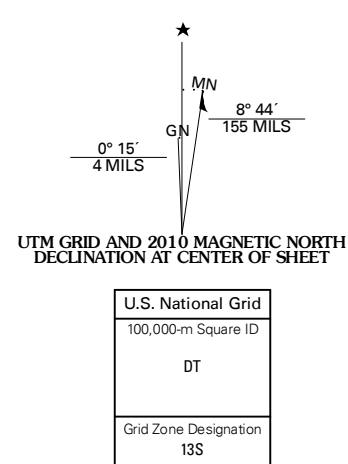 ★
MN
8° 44´
155 MILS
GN
0° 15´
4 MILS
UTM GRID AND 2010 MAGNETIC NORTH
DECLINATION AT CENTER OF SHEET
U.S. National Grid
100,000-m Square ID
DT
Grid Zone Designation
13S